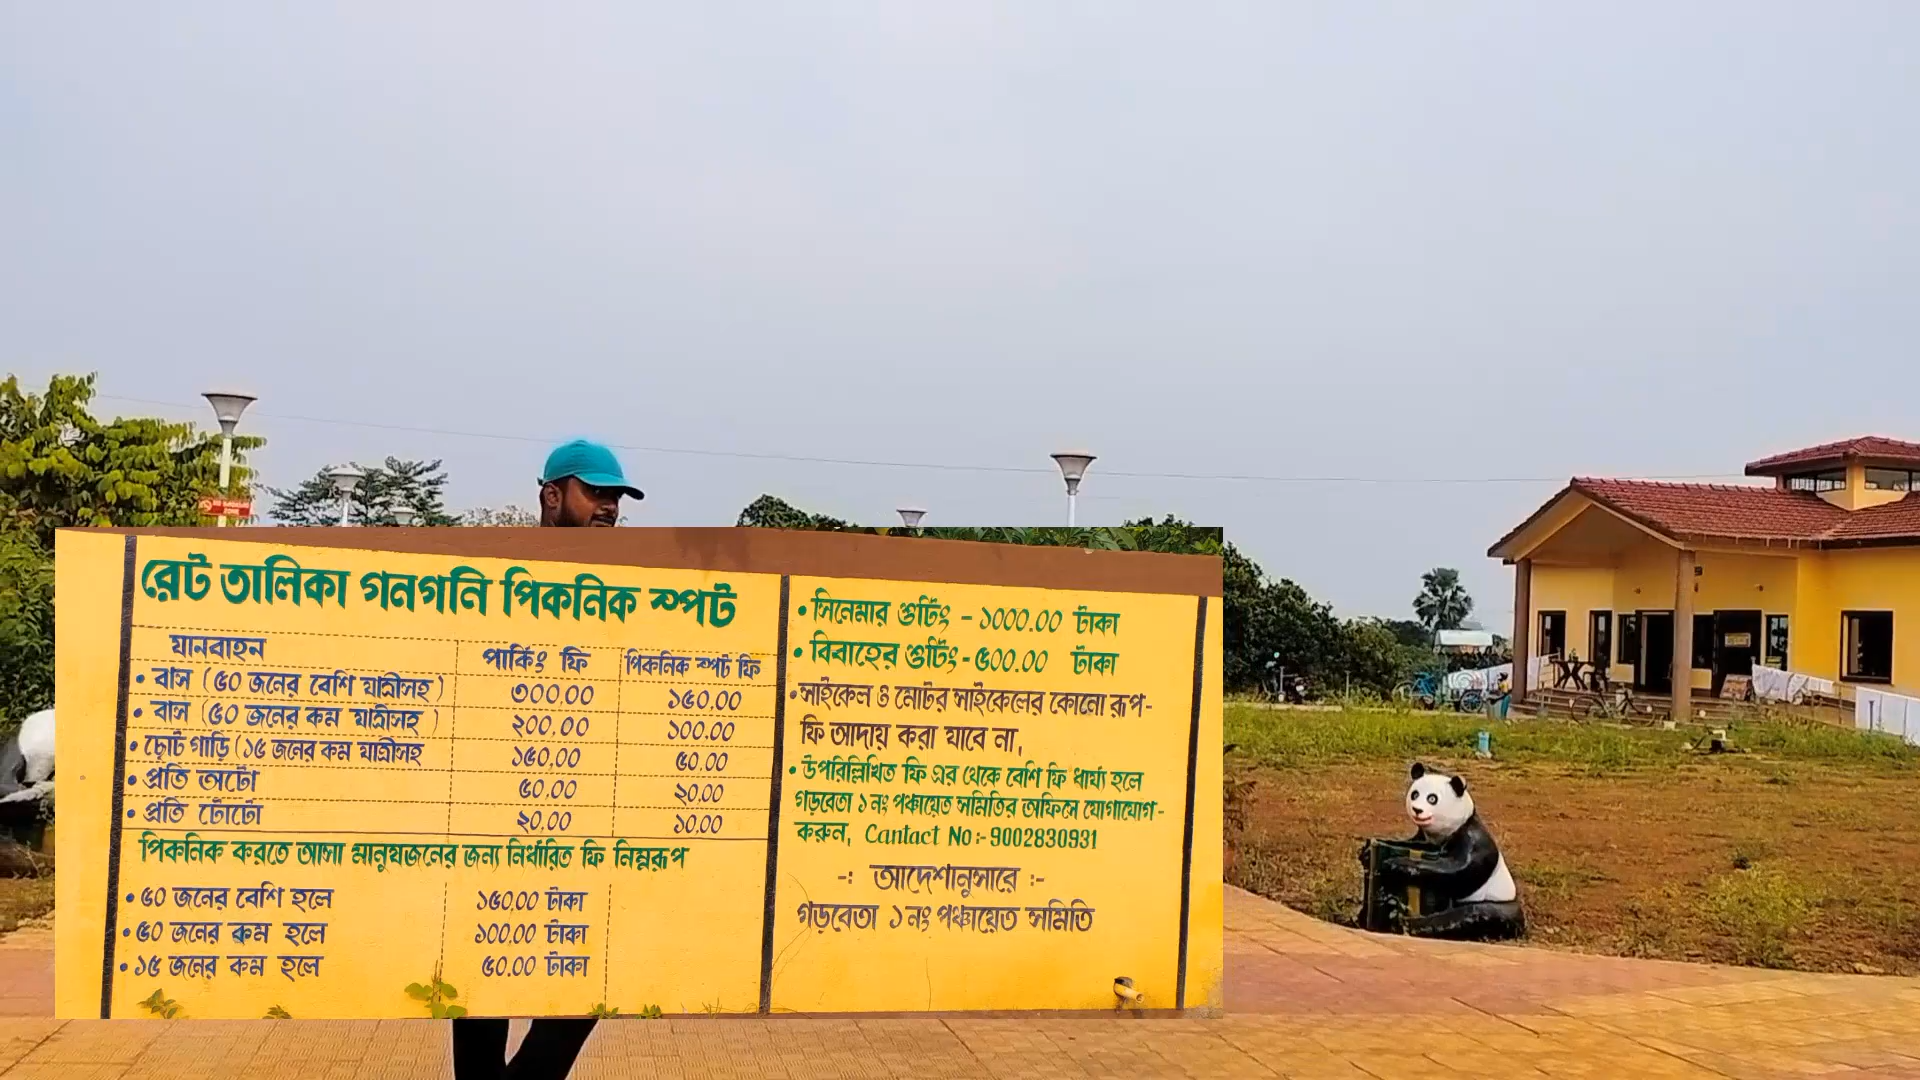 রেট তালিকা গনগনি পিকনিক স্পট
যানবাহন পার্কিং ফি পিকনিক স্পট ফি
• বাস (৫০ জনের বেশি যাত্রীসহ) ৩০০.০০ ১৫০.০০
• বাস (৫০ জনের কম যাত্রীসহ) ২০০.০০ ১০০.০০
• ছোট গাড়ি (১৫ জনের কম যাত্রীসহ ১৫০.০০ ৫০.০০
• প্রতি অটো ৫০.০০ ২০.০০
• প্রতি টোটো ২০.০০ ১০.০০
পিকনিক করতে আসা মানুষজনের জন্য নির্ধারিত ফি নিম্নরূপ
• ৫০ জনের বেশি হলে ১৫০.০০ টাকা
• ৫০ জনের কম হলে ১০০.০০ টাকা
• ১৫ জনের কম হলে ৫০.০০ টাকা
• সিনেমার শুটিং - ১০০০.০০ টাকা
• বিবাহের শুটিং - ৫০০.০০ টাকা
• সাইকেল ও মোটর সাইকেলের কোনো রূপ-
ফি আদায় করা যাবে না,
• উপরিল্লিখিত ফি এর থেকে বেশি ফি ধার্য্য হলে
গড়বেতা ১ নং পঞ্চায়েত সমিতির অফিসে যোগাযোগ-
করুন, Cantact No:- 9002830931
-: আদেশানুসারে :-
গড়বেতা ১ নং পঞ্চায়েত সমিতি